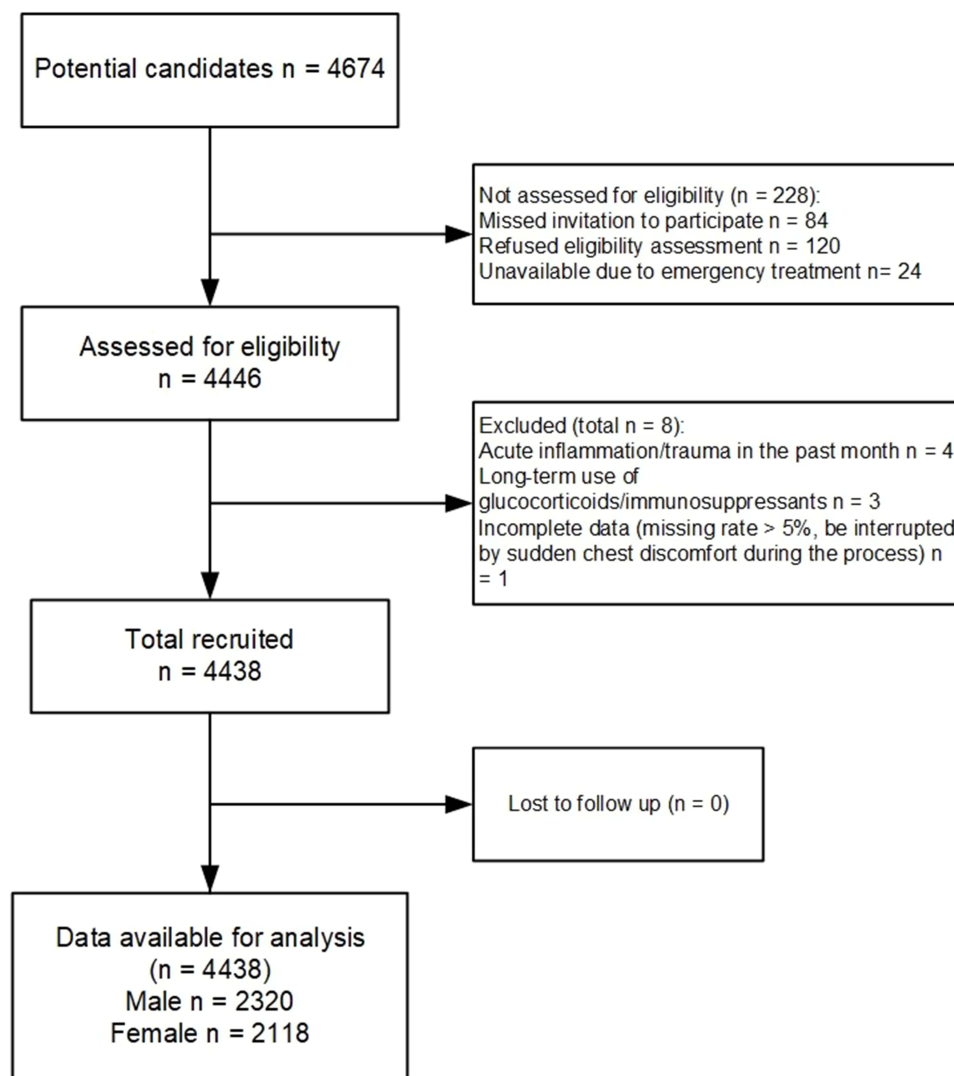 Potential candidates n = 4674
Not assessed for eligibility (n = 228):
Missed invitation to participate n = 84
Refused eligibility assessment n = 120
Unavailable due to emergency treatment n= 24
Assessed for eligibility
n = 4446
Excluded (total n = 8):
Acute inflammation/trauma in the past month n = 4
Long-term use of
glucocorticoids/immunosuppressants n = 3
Incomplete data (missing rate > 5%, be interrupted
by sudden chest discomfort during the process) n
= 1
Total recruited
n = 4438
Lost to follow up (n = 0)
Data available for analysis
(n = 4438)
Male n = 2320
Female n = 2118